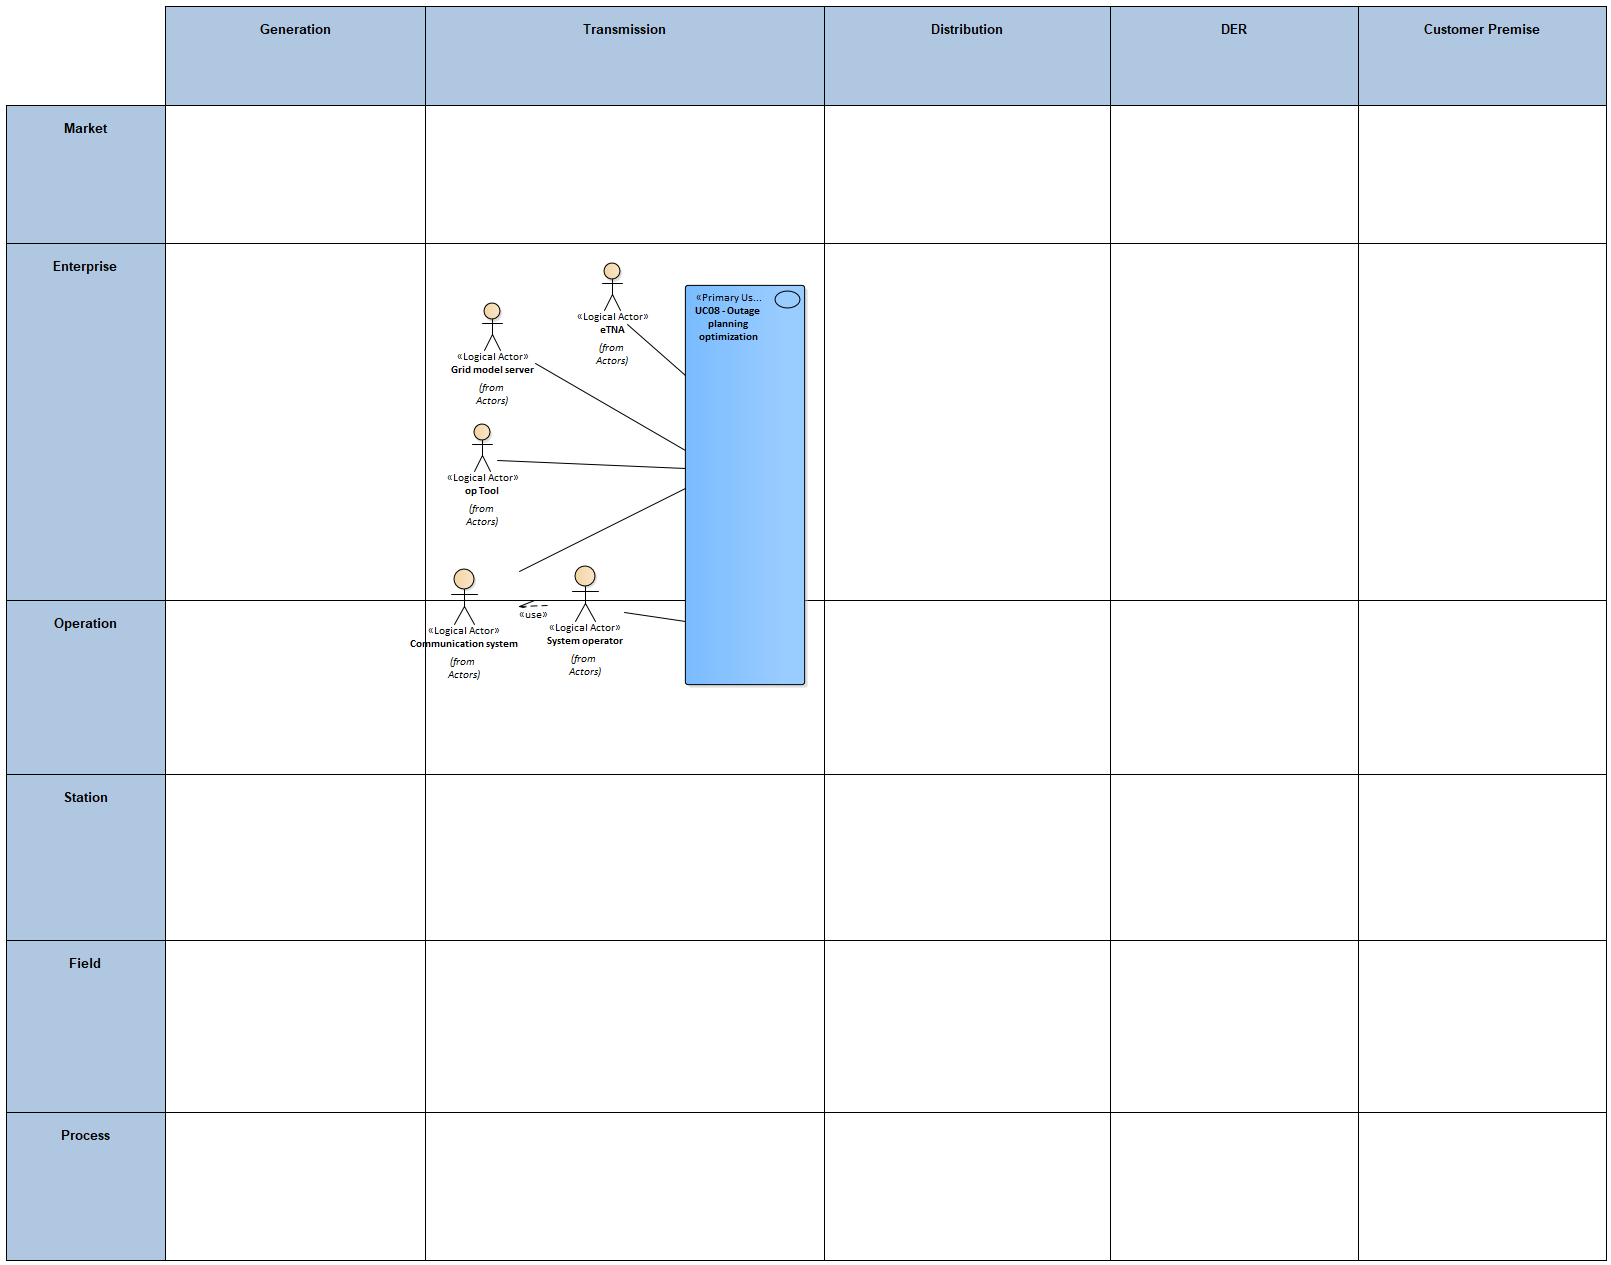 Generation
Transmission
Distribution
DER
Customer Premise
Market
Enterprise
«Logical Actor»
eTNA
(from
Actors)
«Primary Us...
UC08 - Outage
planning
optimization
«Logical Actor»
Grid model server
(from
Actors)
«Logical Actor»
op Tool
(from
Actors)
Operation
«use»
«Logical Actor»
Communication system
(from
Actors)
«Logical Actor»
System operator
(from
Actors)
Station
Field
Process